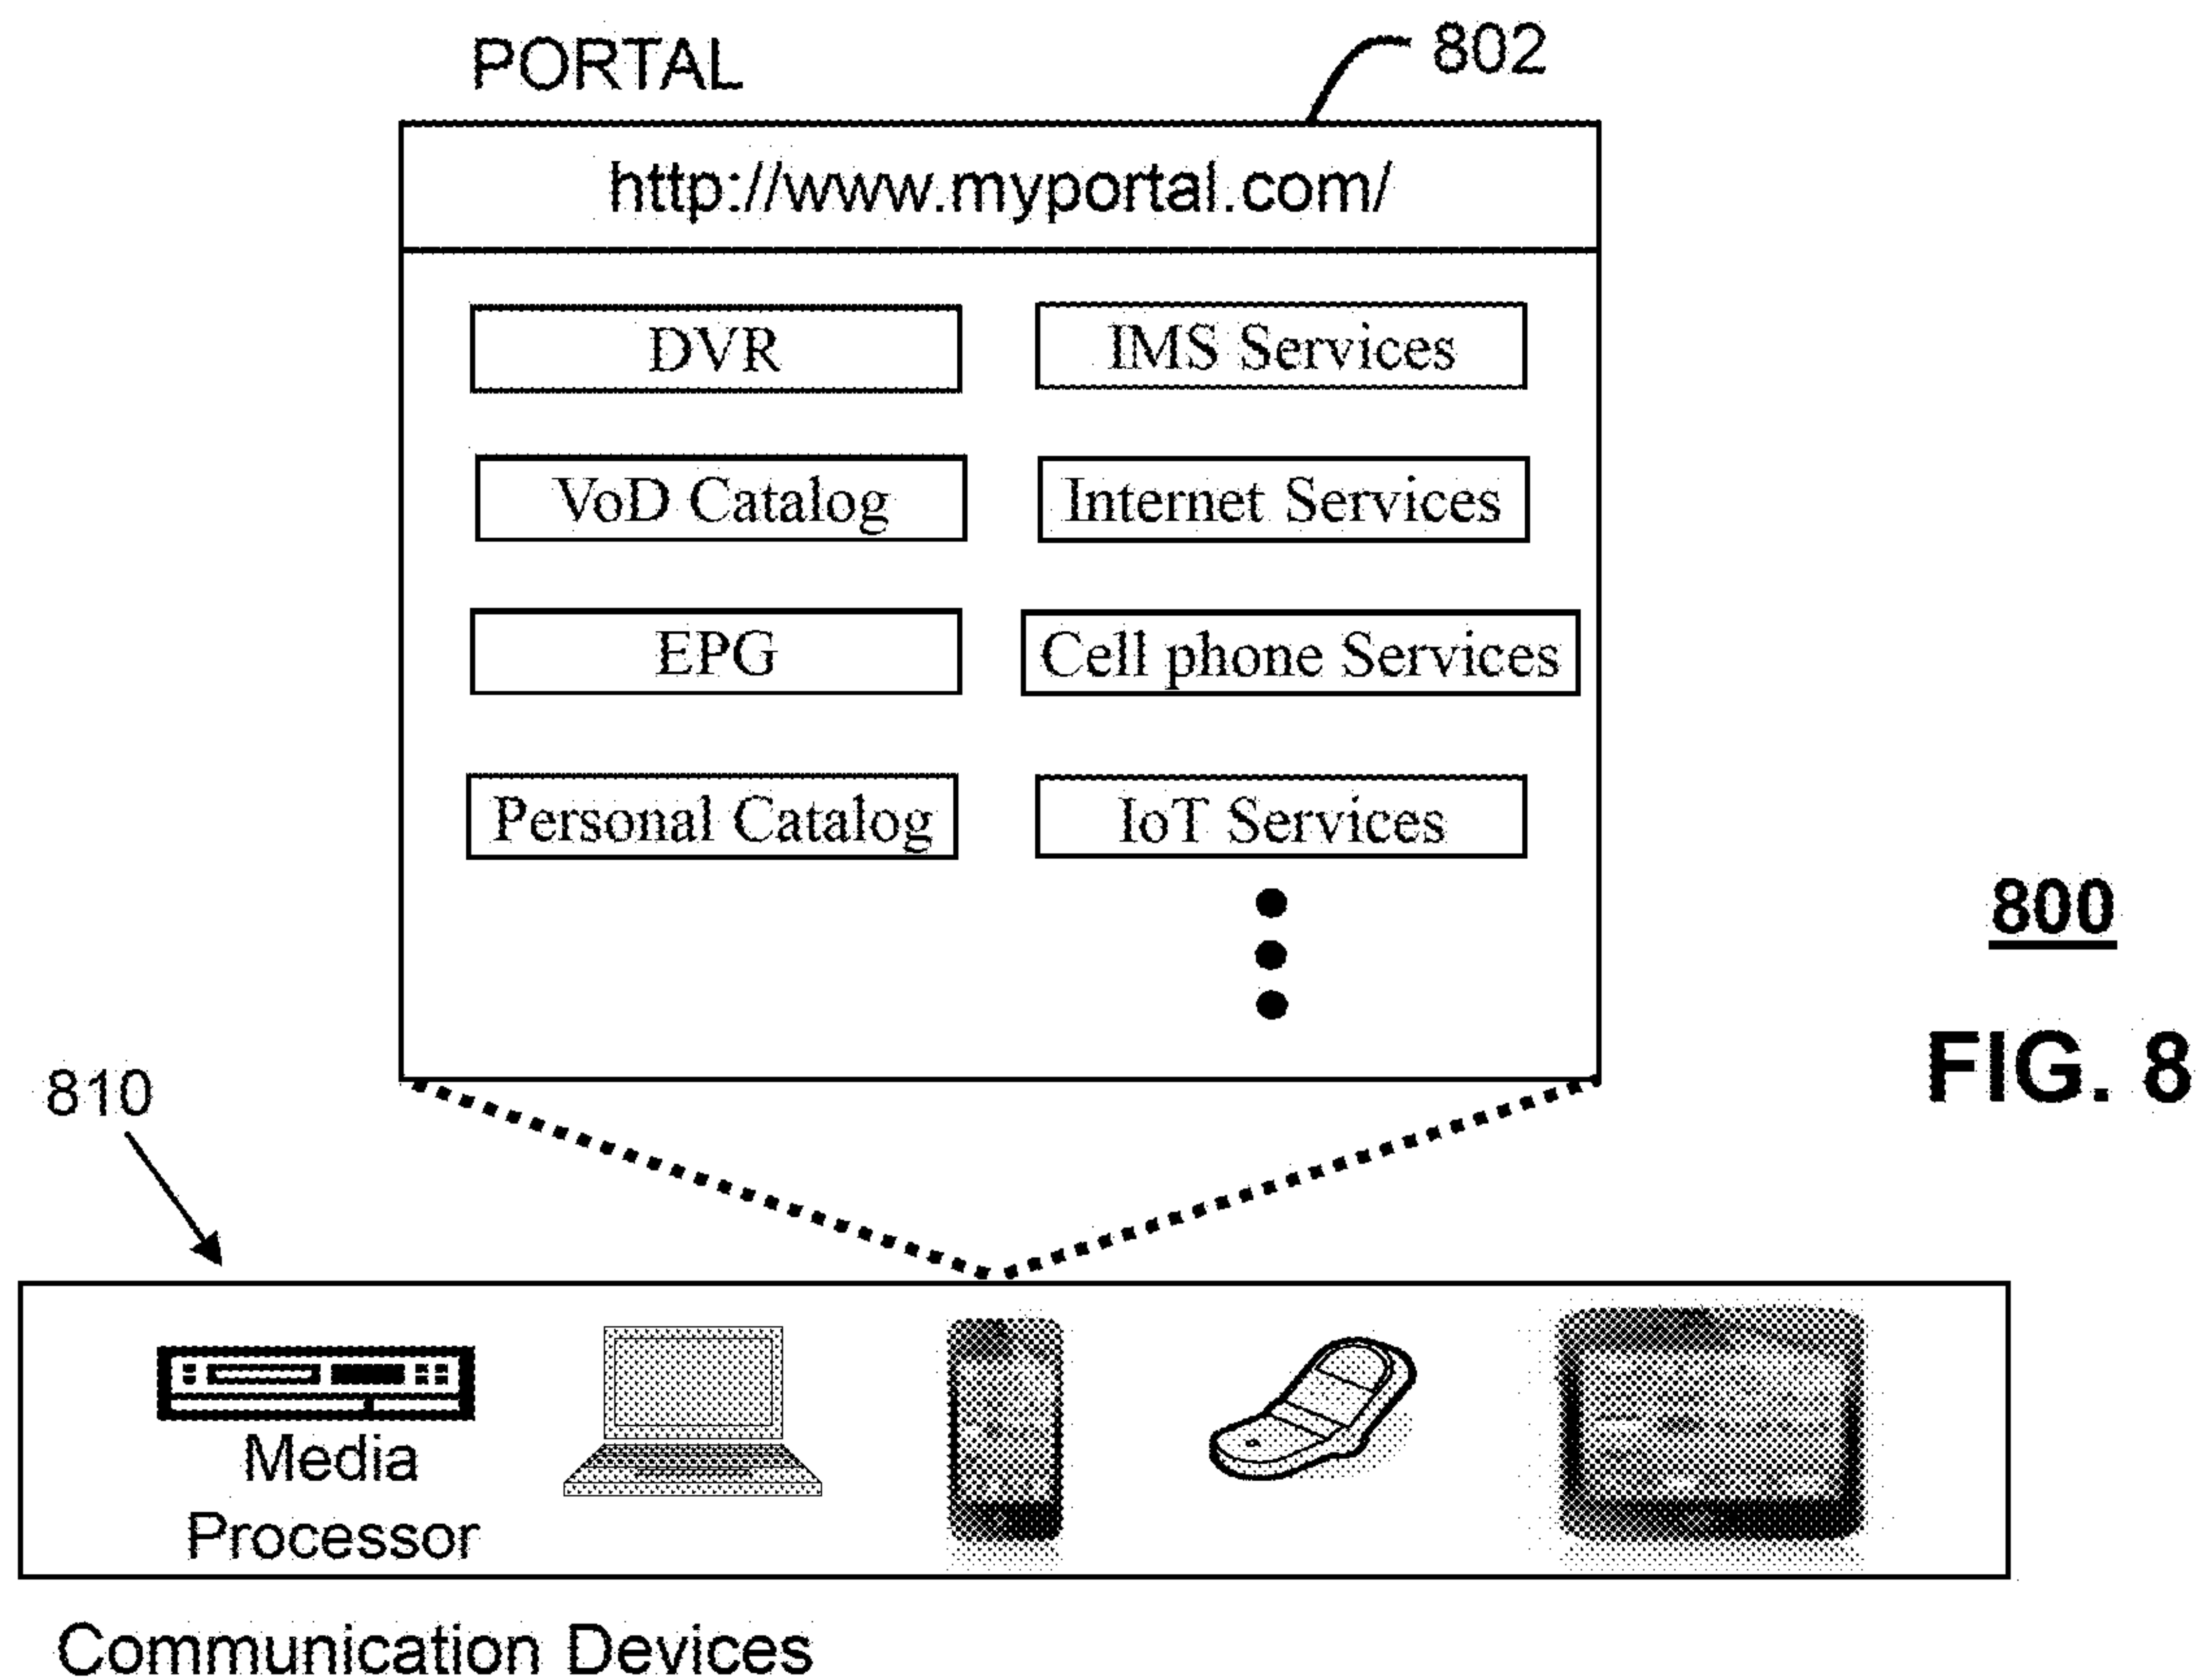 PORTAL
802
http://www.myportal.com/
DVR
IMS Services
VoD Catalog
Internet Services
EPG
Cell phone Services
Personal Catalog
IoT Services
800
FIG. 8
810
Media
Processor
Communication Devices